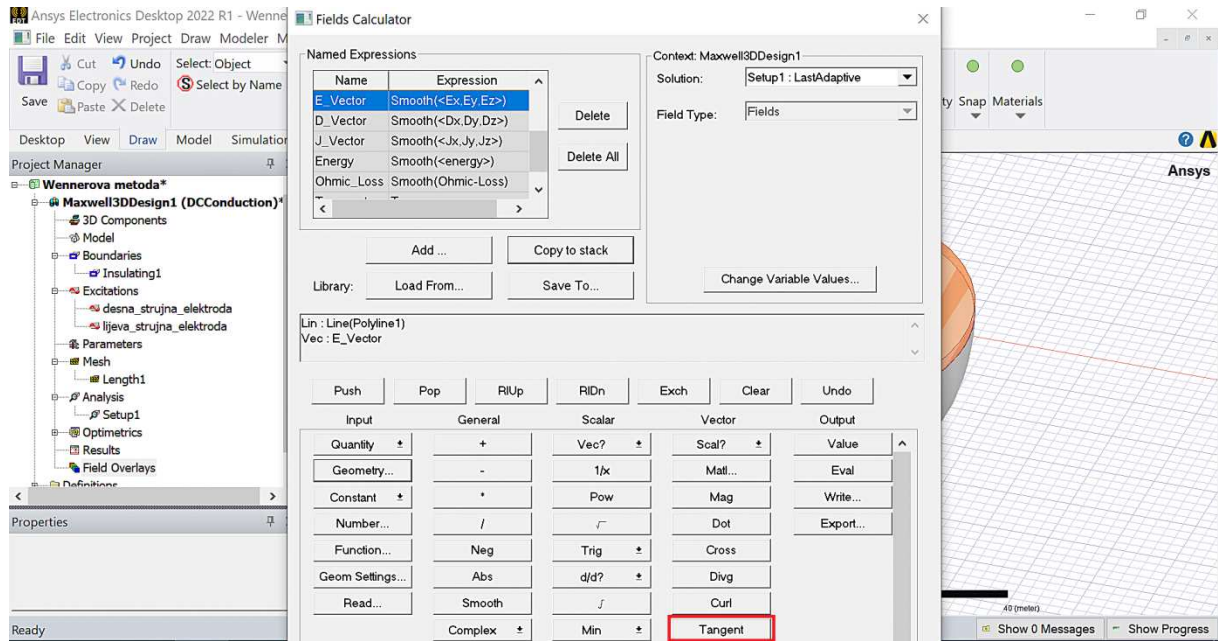 Ansys Electronics Desktop 2022 R1 - Wenne
File Edit View Project Draw Modeler M
Cut Undo Select: Object
Copy Redo Select by Name
Save Paste Delete
Desktop View Draw Model Simulation
Project Manager
Wennerova metoda*
Maxwell3DDesign1 (DCConduction)*
3D Components
Model
Boundaries
Insulating1
Excitations
desna_strujna_elektroda
lijeva_strujna_elektroda
Parameters
Mesh
Length1
Analysis
Setup1
Optimetrics
Results
Field Overlays
Definitions
Properties
Ready
Fields Calculator
Named Expressions
Name Expression
E_Vector Smooth(<Ex,Ey,Ez>)
D_Vector Smooth(<Dx,Dy,Dz>)
J_Vector Smooth(<Jx,Jy,Jz>)
Energy Smooth(<energy>)
Ohmic_Loss Smooth(Ohmic-Loss)
Delete
Delete All
Add ... Copy to stack
Library: Load From... Save To...
Context: Maxwell3DDesign1
Solution: Setup1 : LastAdaptive
Field Type: Fields
Change Variable Values...
Lin : Line(Polyline1)
Vec : E_Vector
Push Pop RlUp RlDn Exch Clear Undo
Input General Scalar Vector Output
Quantity + Vec? Scal? Value
Geometry... - 1/x Matl... Eval
Constant * Pow Mag Write...
Number... / √ Dot Export...
Function... Neg Trig Cross
Geom Settings... Abs d/d? Divg
Read... Smooth ∫ Curl
Complex Min Tangent
ty Snap Materials
Ansys
40 (meter)
Show 0 Messages Show Progress